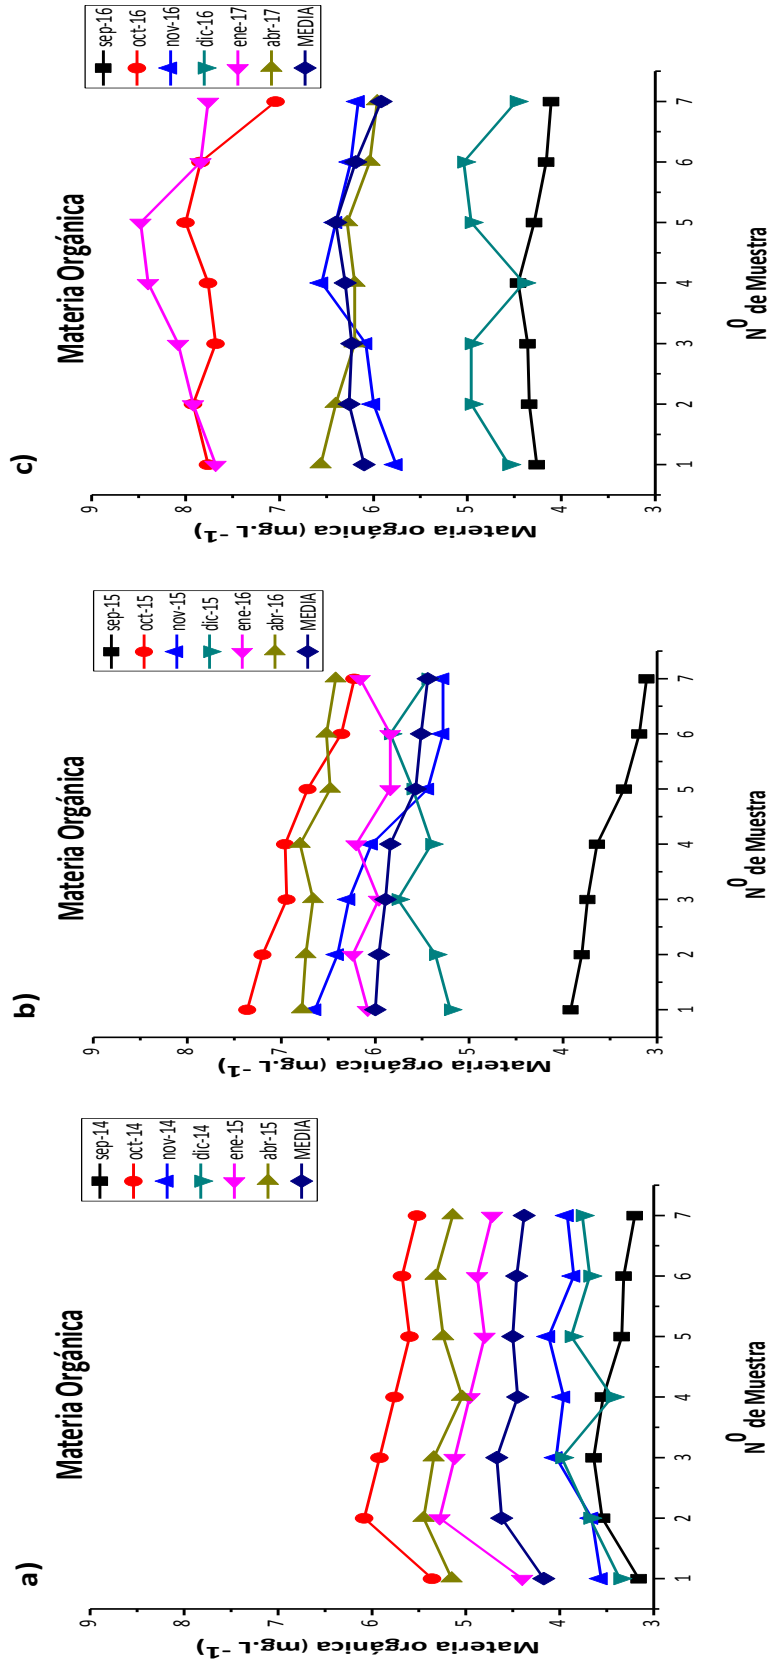 a)
Materia Orgánica
sep-14
oct-14
nov-14
dic-14
ene-15
abr-15
MEDIA
Materia orgánica (mg.L⁻¹)
9
8
7
6
5
4
3
1 2 3 4 5 6 7
N⁰ de Muestra
b)
Materia Orgánica
sep-15
oct-15
nov-15
dic-15
ene-16
abr-16
MEDIA
Materia orgánica (mg.L⁻¹)
9
8
7
6
5
4
3
1 2 3 4 5 6 7
N⁰ de Muestra
c)
Materia Orgánica
sep-16
oct-16
nov-16
dic-16
ene-17
abr-17
MEDIA
Materia orgánica (mg.L⁻¹)
9
8
7
6
5
4
3
1 2 3 4 5 6 7
N⁰ de Muestra